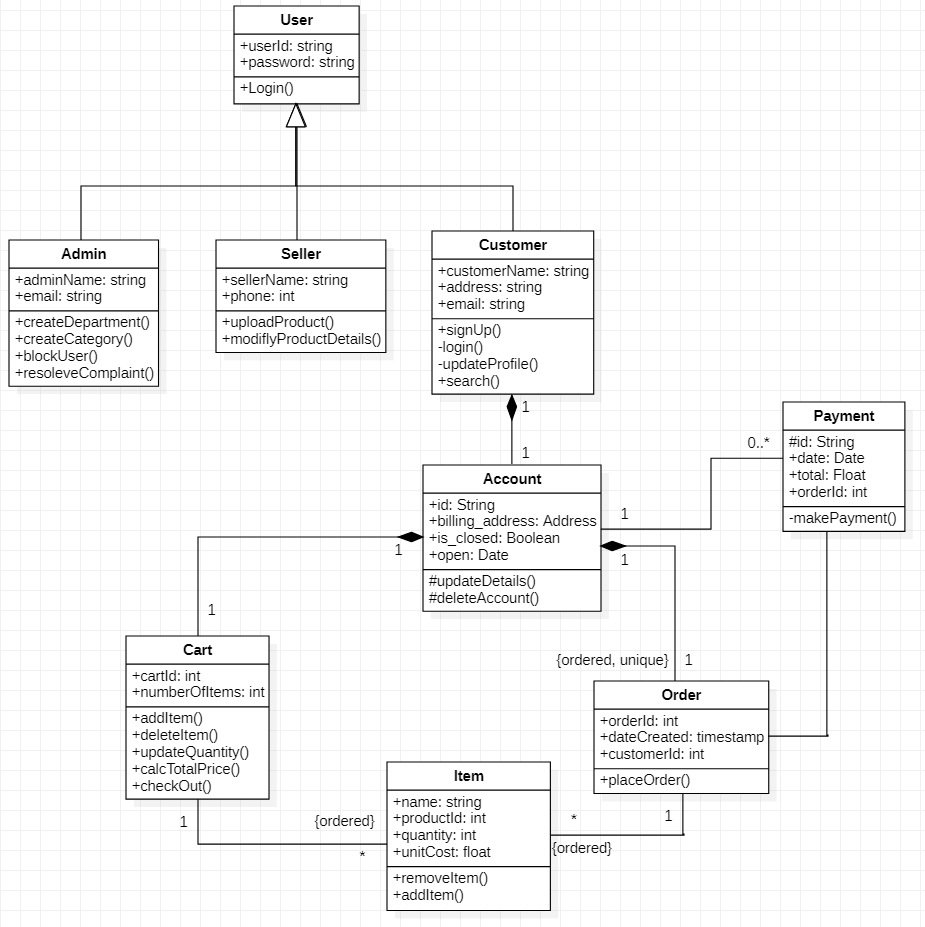 User
+userId: string
+password: string
+Login()
Admin
+adminName: string
+email: string
+createDepartment()
+createCategory()
+blockUser()
+resoleveComplaint()
Seller
+sellerName: string
+phone: int
+uploadProduct()
+modiflyProductDetails()
Customer
+customerName: string
+address: string
+email: string
+signUp()
-login()
-updateProfile()
+search()
1
1
Account
+id: String
+billing_address: Address
+is_closed: Boolean
+open: Date
#updateDetails()
#deleteAccount()
0..*
1
Payment
#id: String
+date: Date
+total: Float
+orderId: int
-makePayment()
1
1
1
{ordered, unique}
1
Cart
+cartId: int
+numberOfItems: int
+addItem()
+deleteItem()
+updateQuantity()
+calcTotalPrice()
+checkOut()
Order
+orderId: int
+dateCreated: timestamp
+customerId: int
+placeOrder()
1
{ordered}
*
Item
+name: string
+productId: int
+quantity: int
+unitCost: float
+removeItem()
+addItem()
*
1
{ordered}